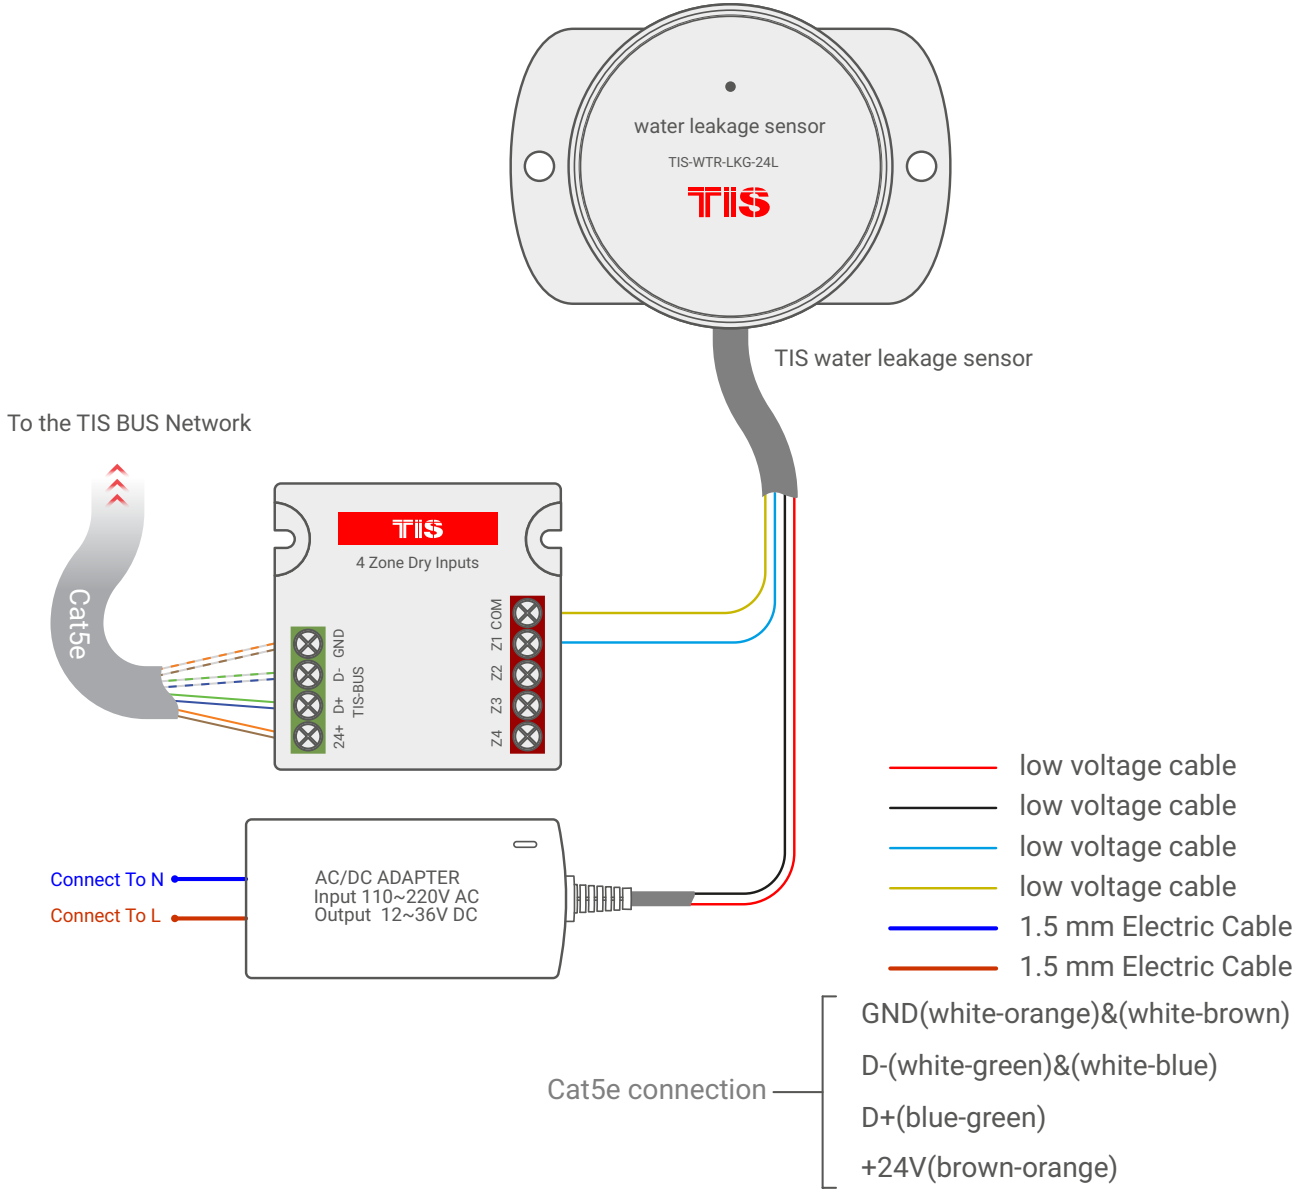 water leakage sensor
TIS-WTR-LKG-24L
TIS
TIS water leakage sensor
To the TIS BUS Network
Cat5e
TIS
4 Zone Dry Inputs
GND
D-
D+
24+
TIS-BUS
COM
Z1
Z2
Z3
Z4
Connect To N
Connect To L
AC/DC ADAPTER
Input 110~220V AC
Output 12~36V DC
low voltage cable
low voltage cable
low voltage cable
low voltage cable
1.5 mm Electric Cable
1.5 mm Electric Cable
Cat5e connection
GND(white-orange)&(white-brown)
D-(white-green)&(white-blue)
D+(blue-green)
+24V(brown-orange)